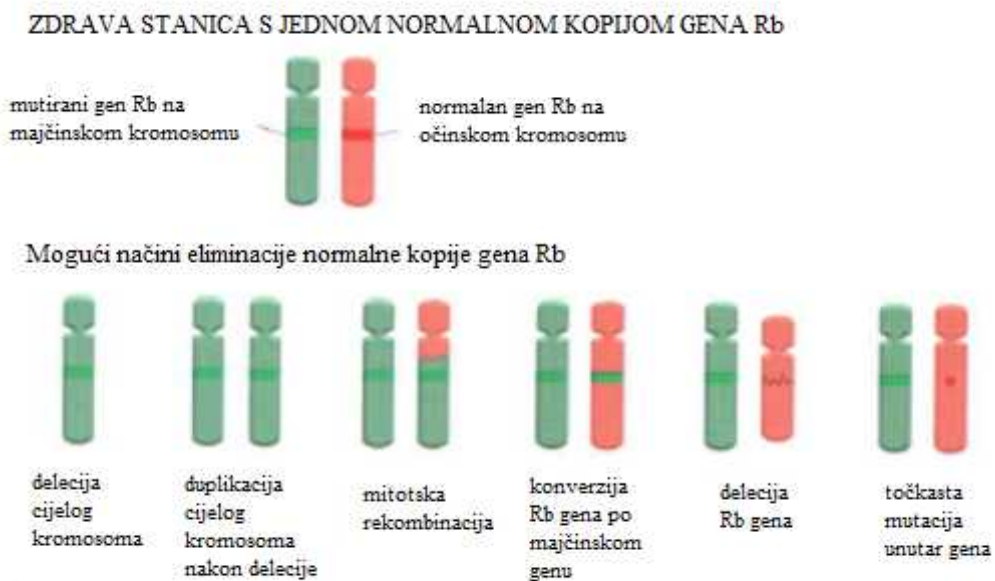 ZDRAVA STANICA S JEDNOM NORMALNOM KOPIJOM GENA Rb
mutirani gen Rb na
majčinskom kromosomu
normalan gen Rb na
očinskom kromosomu
Mogući načini eliminacije normalne kopije gena Rb
delecija
cijelog
kromosoma
duplikacija
cijelog
kromosoma
nakon delecije
mitotska
rekombinacija
konverzija
Rb gena po
majčinskom
genu
delecija
Rb gena
točkasta
mutacija
unutar gena